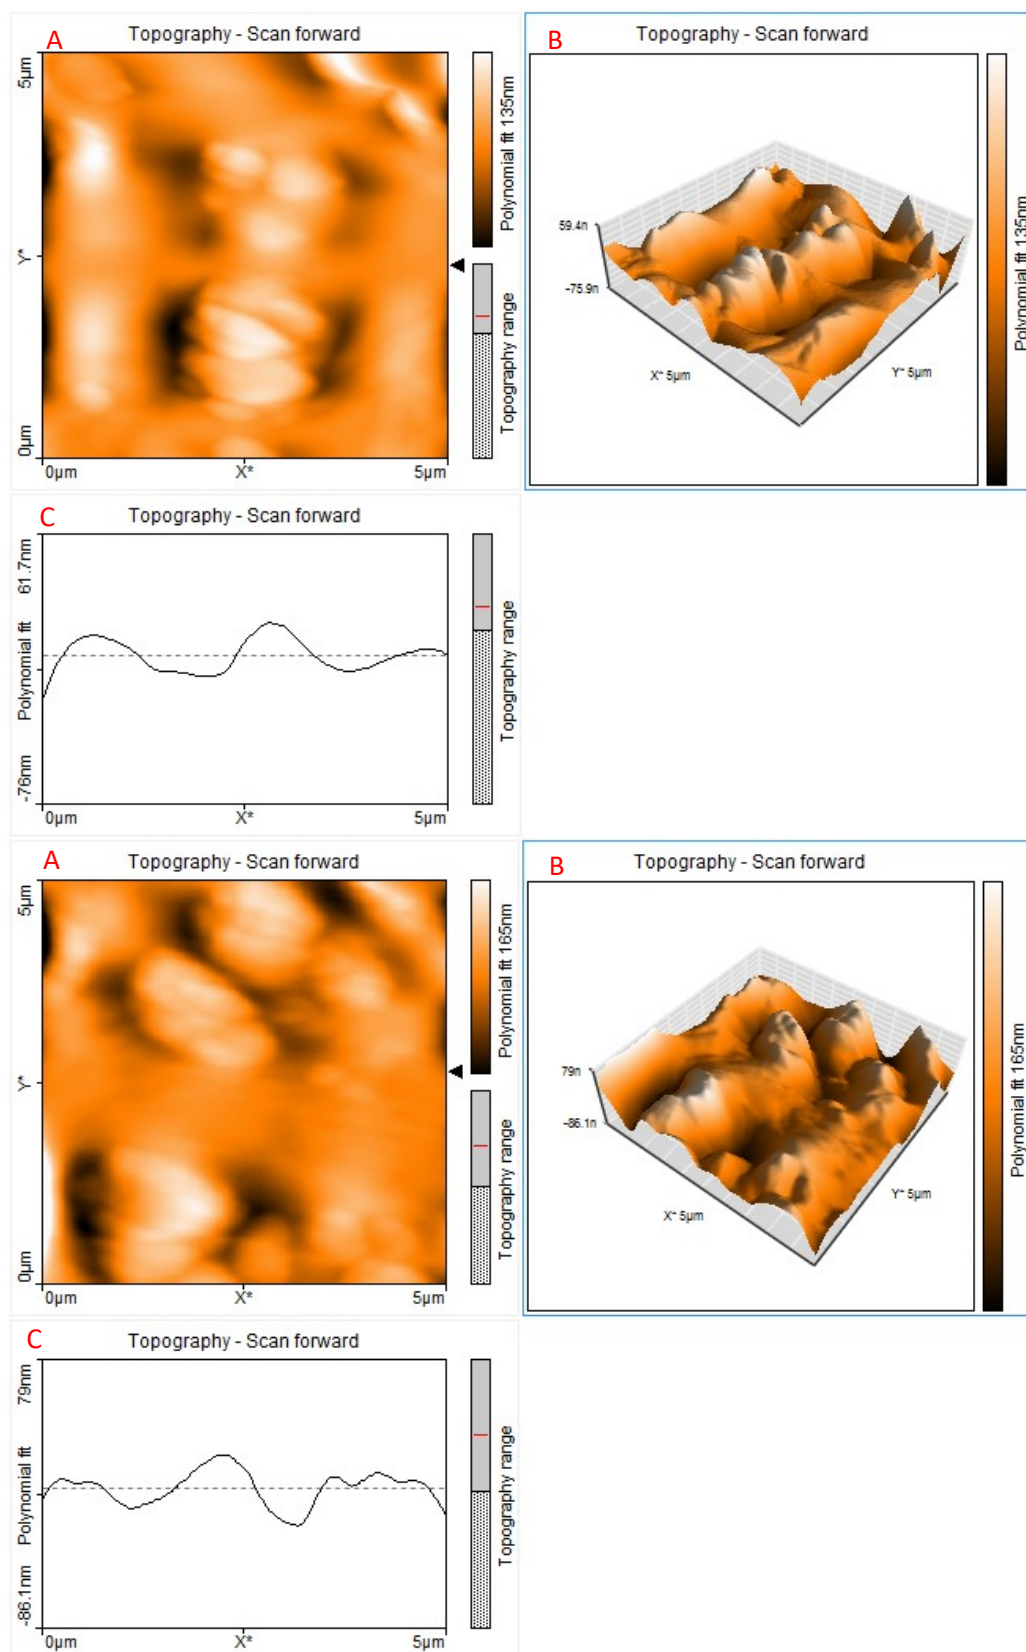 A
Topography - Scan forward
5µm
Y*
0µm
0µm
X*
5µm
Polynomial fit 135nm
Topography range
B
Topography - Scan forward
59.4n
-75.9n
X* 5µm
Y* 5µm
Polynomial fit 135nm
C
Topography - Scan forward
61.7nm
Polynomial fit
-76nm
0µm
X*
5µm
Topography range
A
Topography - Scan forward
5µm
Y*
0µm
0µm
X*
5µm
Polynomial fit 165nm
Topography range
B
Topography - Scan forward
79n
-86.1n
X* 5µm
Y* 5µm
Polynomial fit 165nm
C
Topography - Scan forward
79nm
Polynomial fit
-86.1nm
0µm
X*
5µm
Topography range